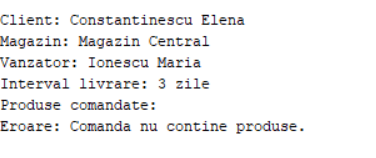 Client: Constantinescu Elena
Magazin: Magazin Central
Vanzator: Ionescu Maria
Interval livrare: 3 zile
Produse comandate:
Eroare: Comanda nu contine produse.